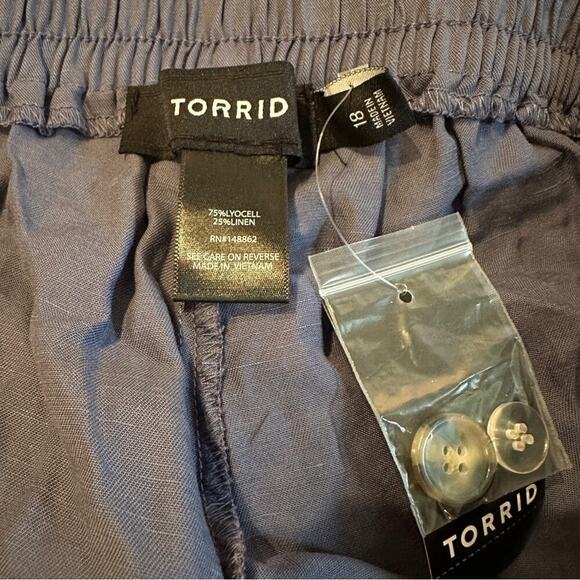 TORRID
18
MADE IN
VIETNAM
75%LYOCELL
25%LINEN
RN#148862
SEE CARE ON REVERSE
MADE IN VIETNAM
TORRID